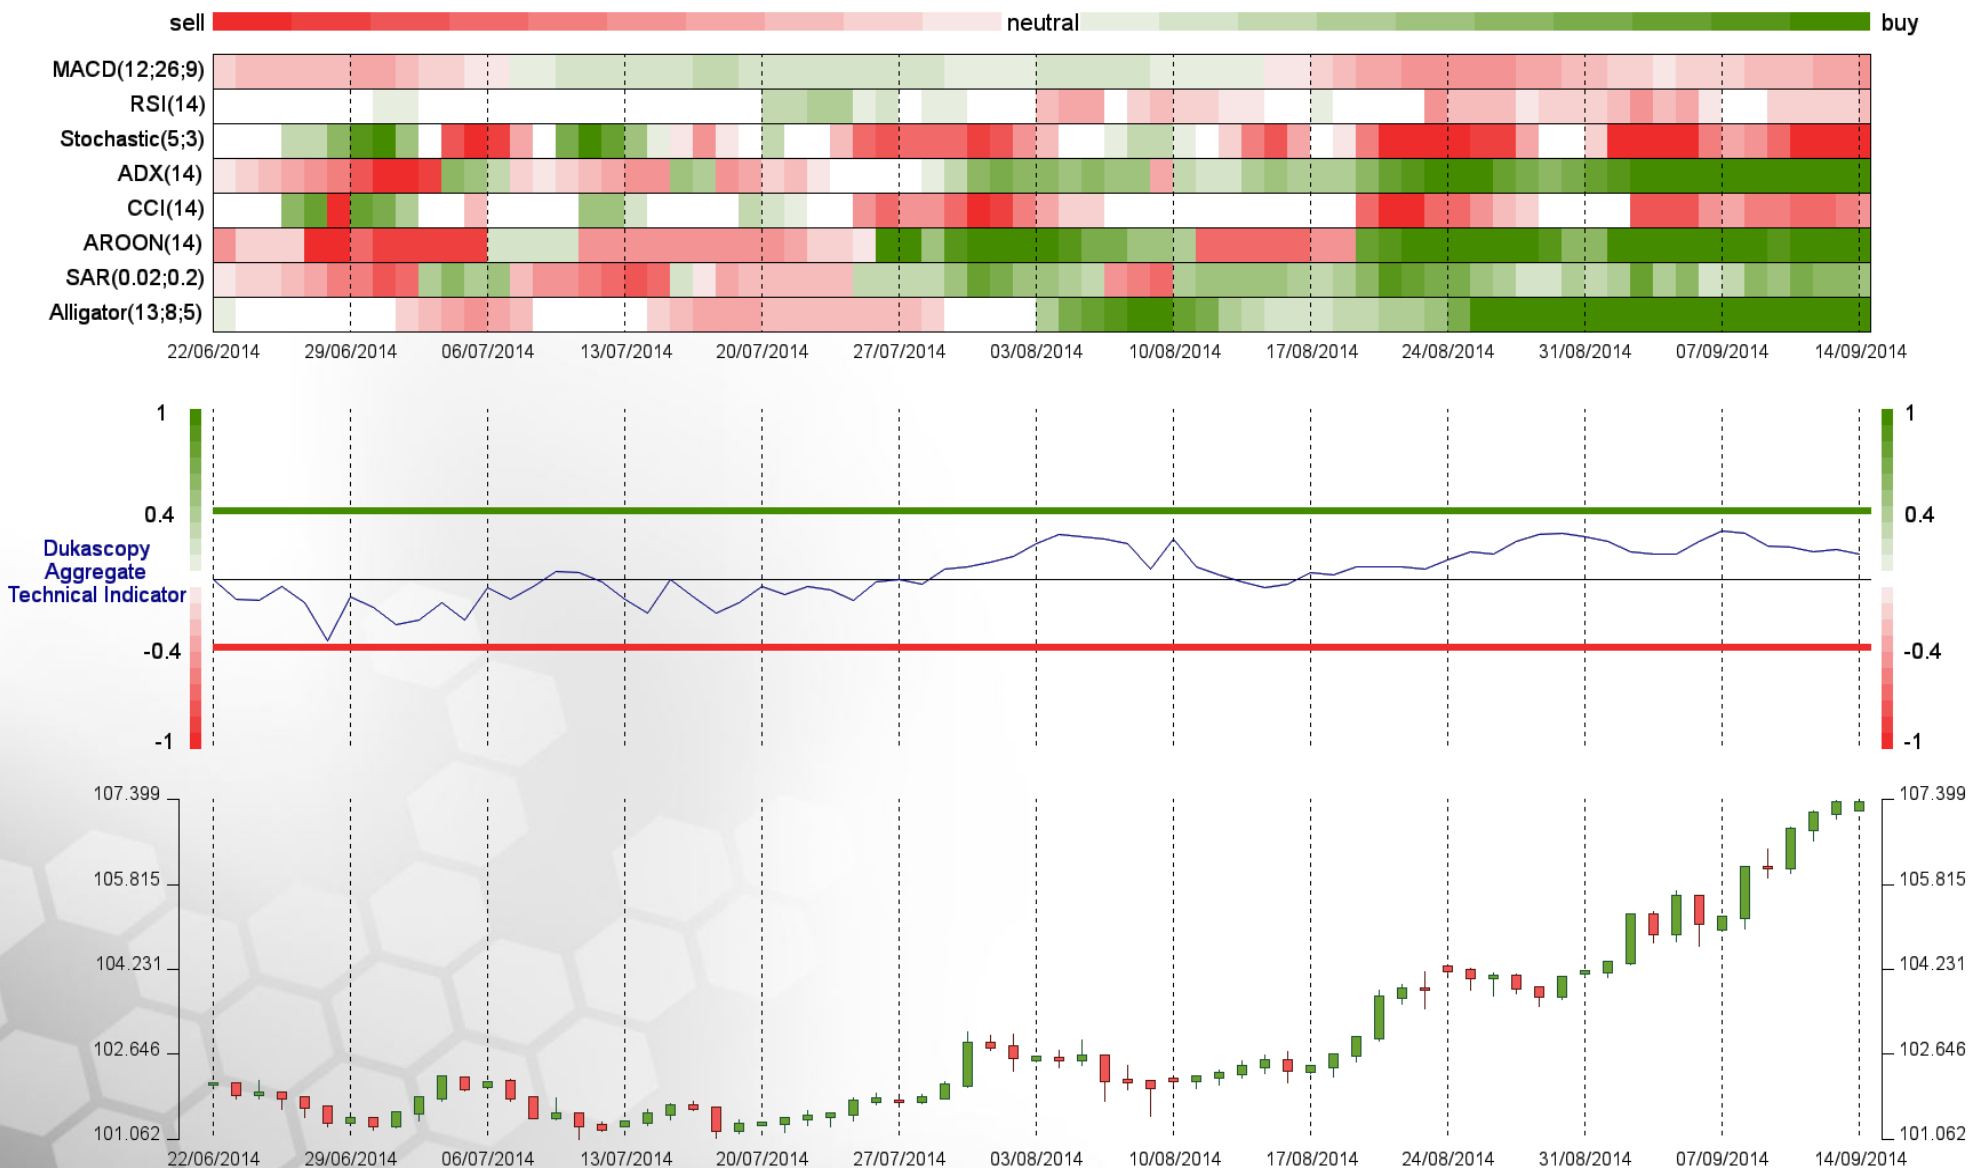 sell neutral buy
MACD(12;26;9)
RSI(14)
Stochastic(5;3)
ADX(14)
CCI(14)
AROON(14)
SAR(0.02;0.2)
Alligator(13;8;5)
22/06/2014 29/06/2014 06/07/2014 13/07/2014 20/07/2014 27/07/2014 03/08/2014 10/08/2014 17/08/2014 24/08/2014 31/08/2014 07/09/2014 14/09/2014
1 1
0.4 0.4
Dukascopy
Aggregate
Technical Indicator
-0.4 -0.4
-1 -1
107.399 107.399
105.815 105.815
104.231 104.231
102.646 102.646
101.062 101.062
22/06/2014 29/06/2014 06/07/2014 13/07/2014 20/07/2014 27/07/2014 03/08/2014 10/08/2014 17/08/2014 24/08/2014 31/08/2014 07/09/2014 14/09/2014